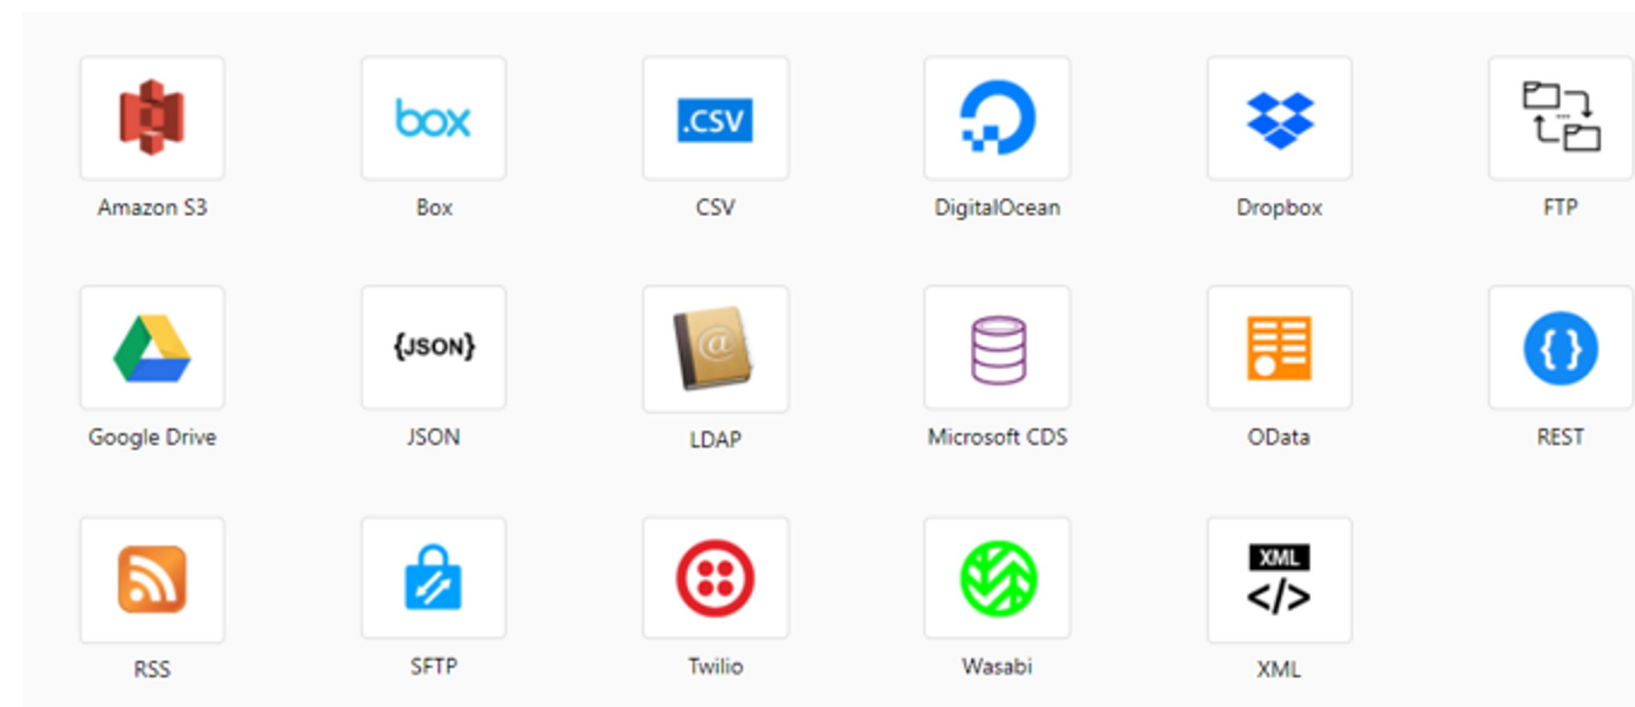 box
.CSV
Amazon S3
Box
CSV
DigitalOcean
Dropbox
FTP
{JSON}
@
{}
Google Drive
JSON
LDAP
Microsoft CDS
OData
REST
XML
</>
RSS
SFTP
Twilio
Wasabi
XML